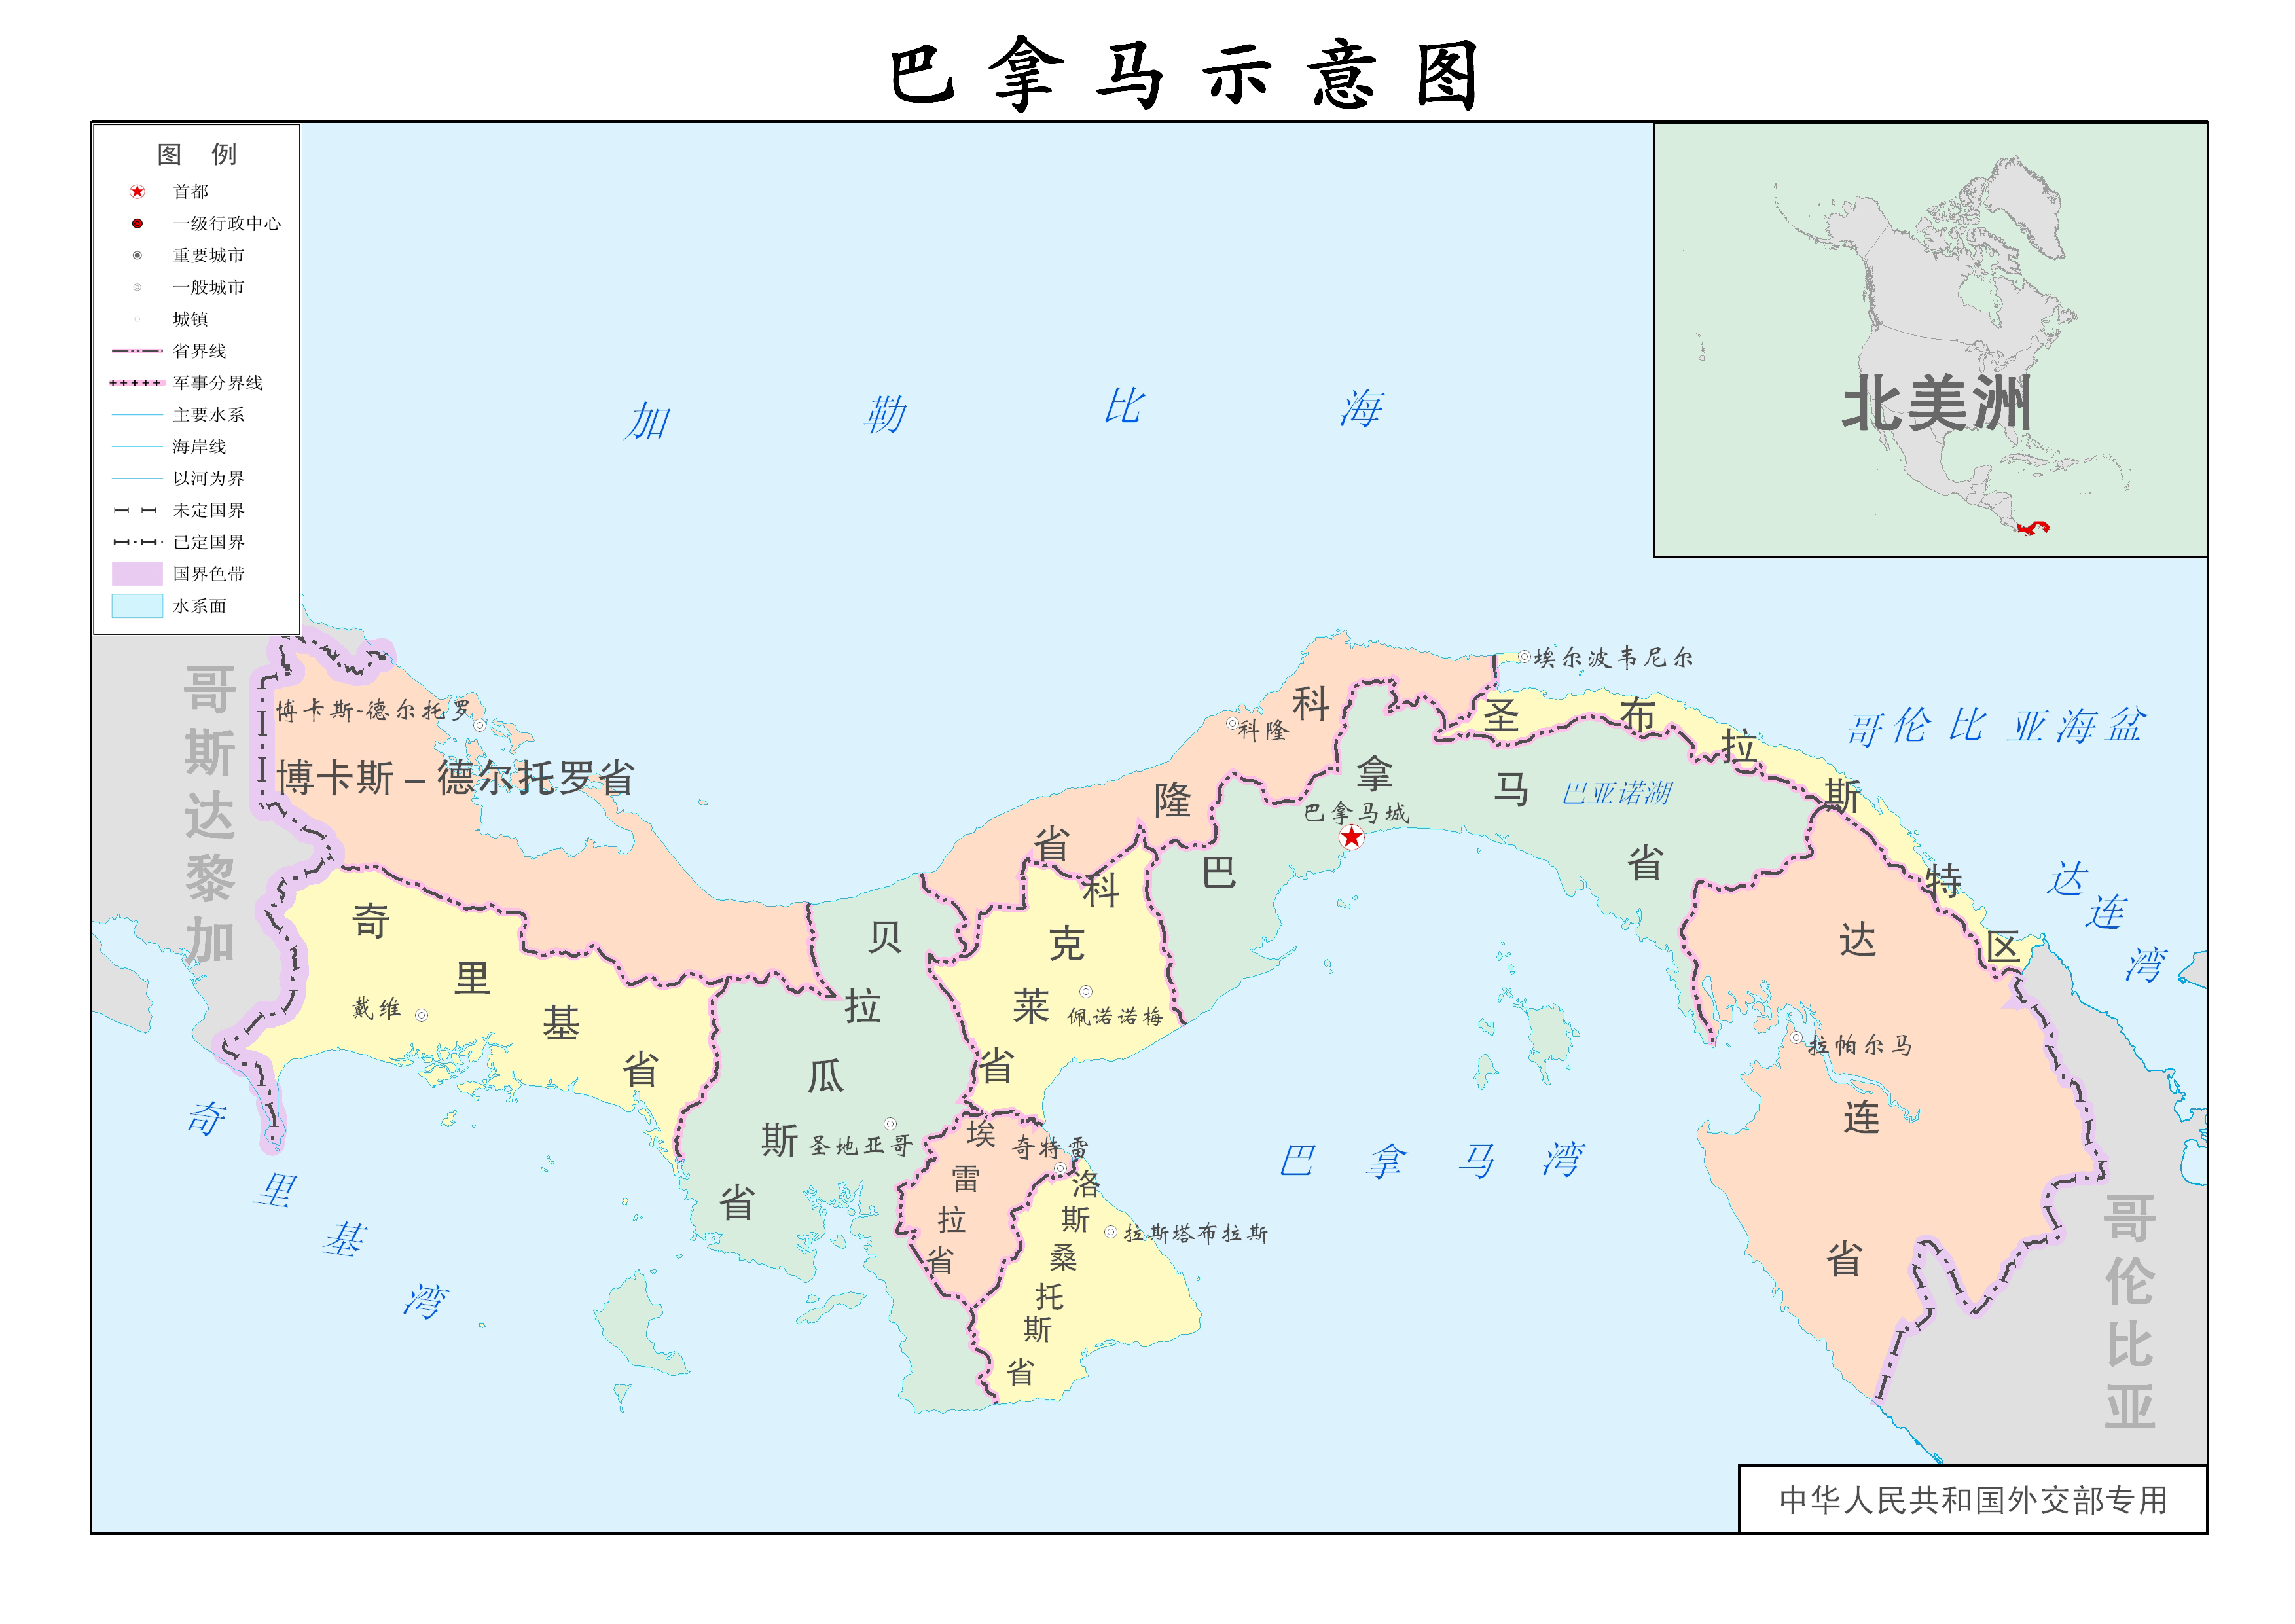 巴拿马示意图
图 例
首都
一级行政中心
重要城市
一般城市
城镇
省界线
军事分界线
主要水系
海岸线
以河为界
未定国界
已定国界
国界色带
水系面
北美洲
加勒比海
哥斯达黎加
博卡斯-德尔托罗
博卡斯–德尔托罗省
埃尔波韦尼尔
科隆
科隆省
圣布拉斯特区
哥伦比亚海盆
巴拿马省
巴亚诺湖
巴拿马城
达连湾
奇里基省
戴维
贝拉瓜斯省
圣地亚哥
科克莱省
佩诺诺梅
达连省
拉帕尔马
埃雷拉省
奇特雷
洛斯桑托斯省
拉斯塔布拉斯
奇里基湾
巴拿马湾
哥伦比亚
中华人民共和国外交部专用